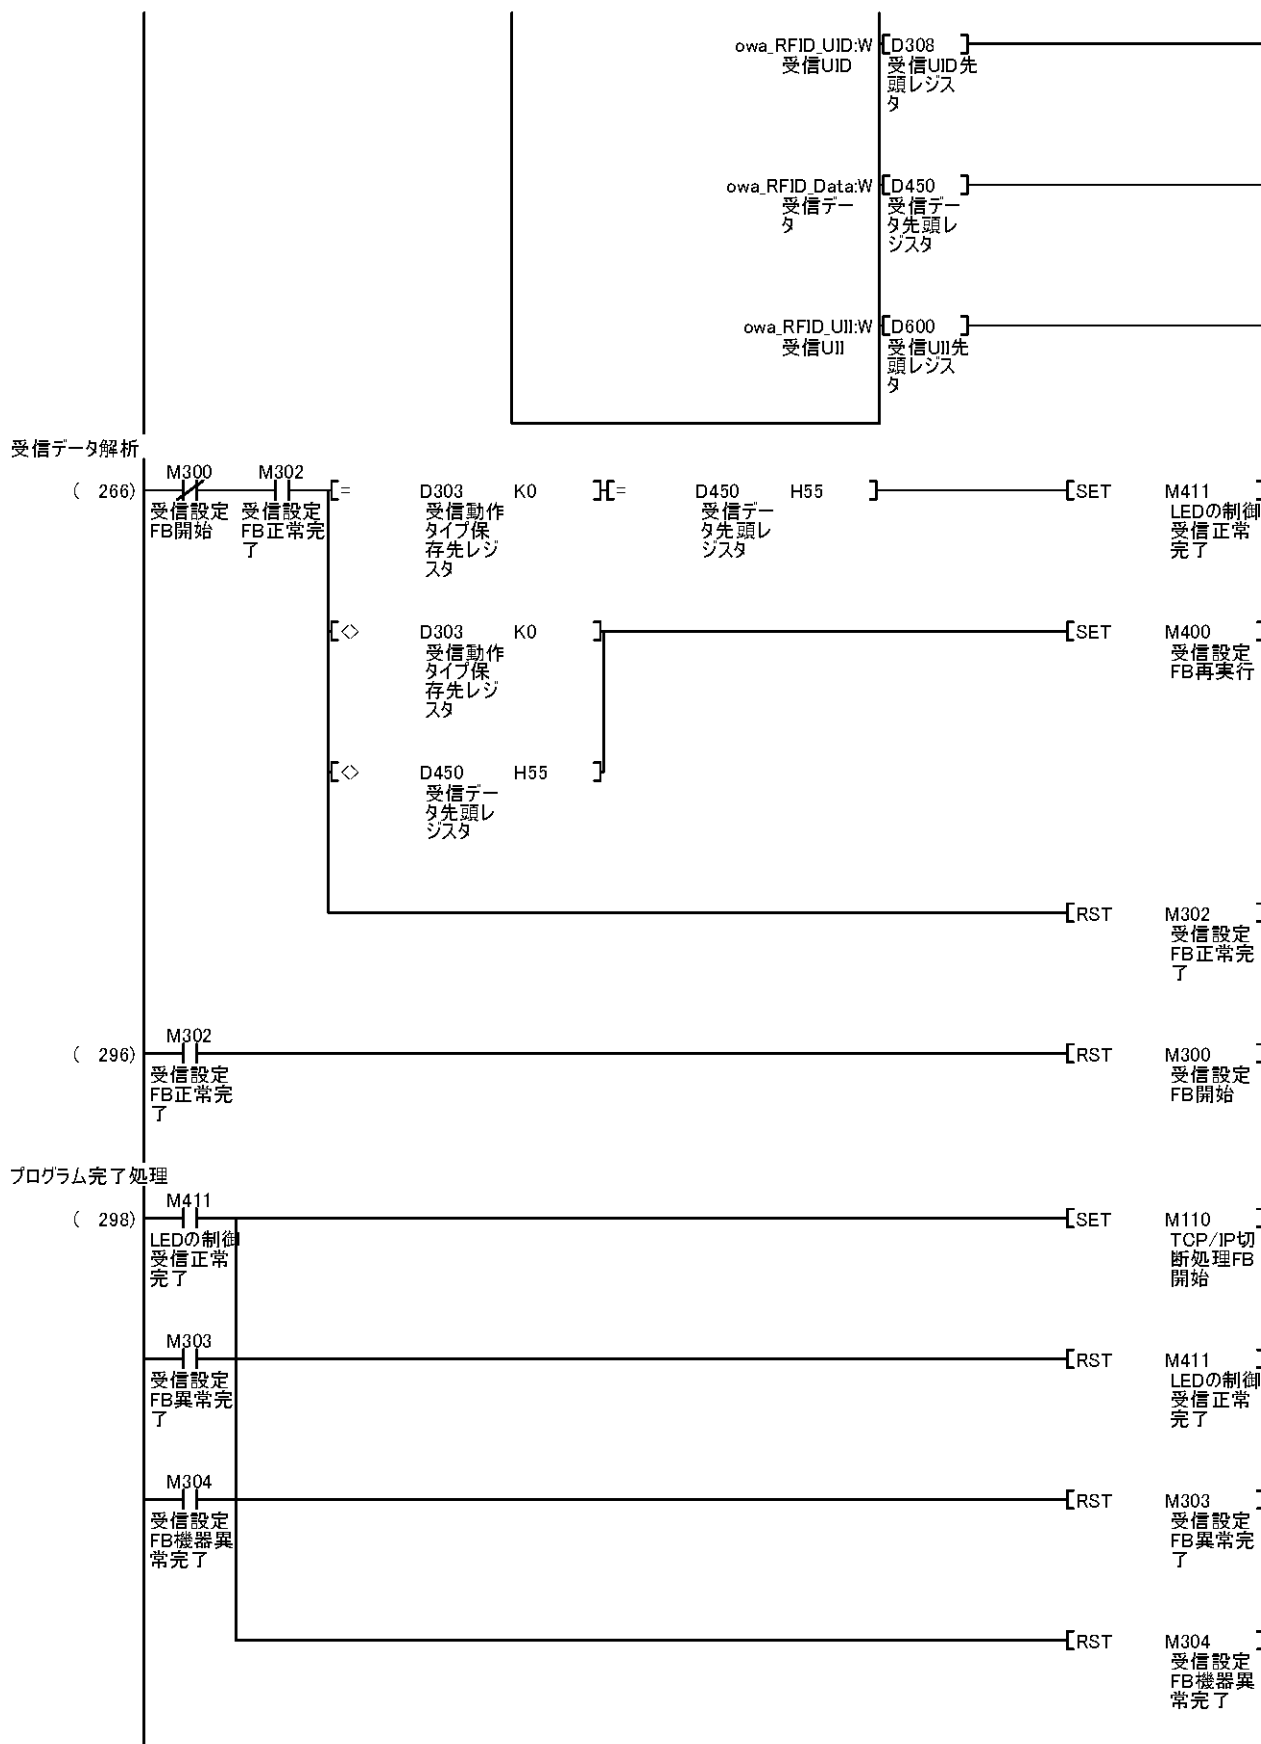 owa_RFID_UID:W [D308 ]
受信UID 受信UID先
頭レジス
タ
owa_RFID_Data:W [D450 ]
受信デー 受信デー
タ タ先頭レ
ジスタ
owa_RFID_UII:W [D600 ]
受信UII 受信UII先
頭レジス
タ
受信データ解析
M300 M302
( 266) [= D303 K0 ][= D450 H55 ] [SET M411 ]
受信設定 受信設定 受信動作 受信デー LEDの制御
FB開始 FB正常完 タイプ保 タ先頭レ 受信正常
了 存先レジ ジスタ 完了
スタ
[<> D303 K0 ] [SET M400 ]
受信動作 受信設定
タイプ保 FB再実行
存先レジ
スタ
[<> D450 H55 ]
受信デー
タ先頭レ
ジスタ
[RST M302 ]
受信設定
FB正常完
了
M302
( 296) [RST M300 ]
受信設定 受信設定
FB正常完 FB開始
了
プログラム完了処理
M411
( 298) [SET M110 ]
LEDの制御 TCP/IP切
受信正常 断処理FB
完了 開始
M303
[RST M411 ]
受信設定 LEDの制御
FB異常完 受信正常
了 完了
M304
[RST M303 ]
受信設定 受信設定
FB機器異 FB異常完
常完了 了
[RST M304 ]
受信設定
FB機器異
常完了